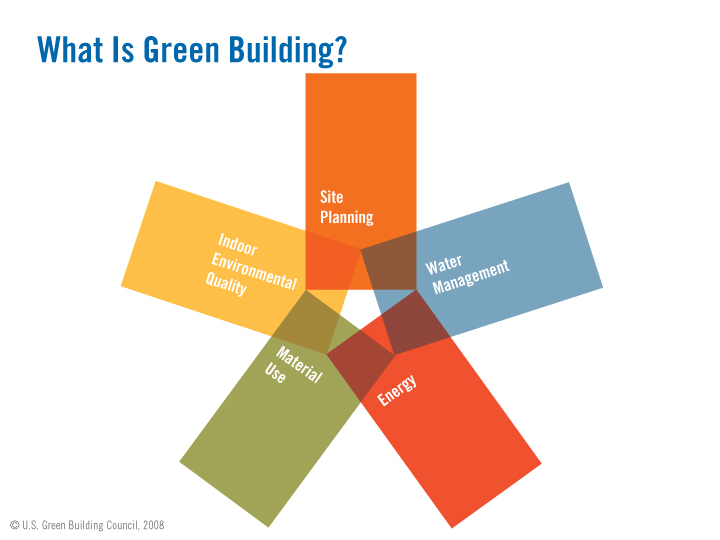 What Is Green Building?
Site
Planning
Indoor
Environmental
Quality
Water
Management
Material
Use
Energy
© U.S. Green Building Council, 2008